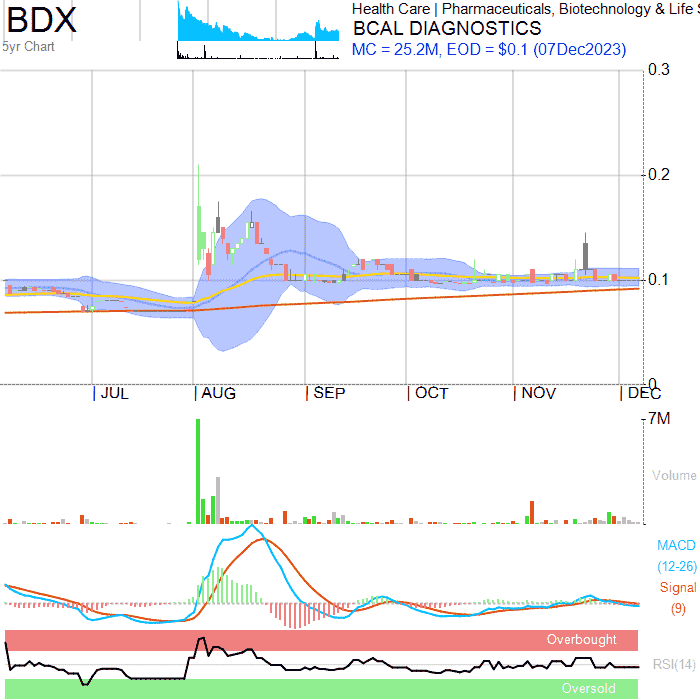 BDX
5yr Chart
Health Care | Pharmaceuticals, Biotechnology & Life S
BCAL DIAGNOSTICS
MC = 25.2M, EOD = $0.1 (07Dec2023)
0.3
0.2
0.1
0
JUL
AUG
SEP
OCT
NOV
DEC
7M
Volume
MACD
(12-26)
Signal
(9)
Overbought
RSI(14)
Oversold